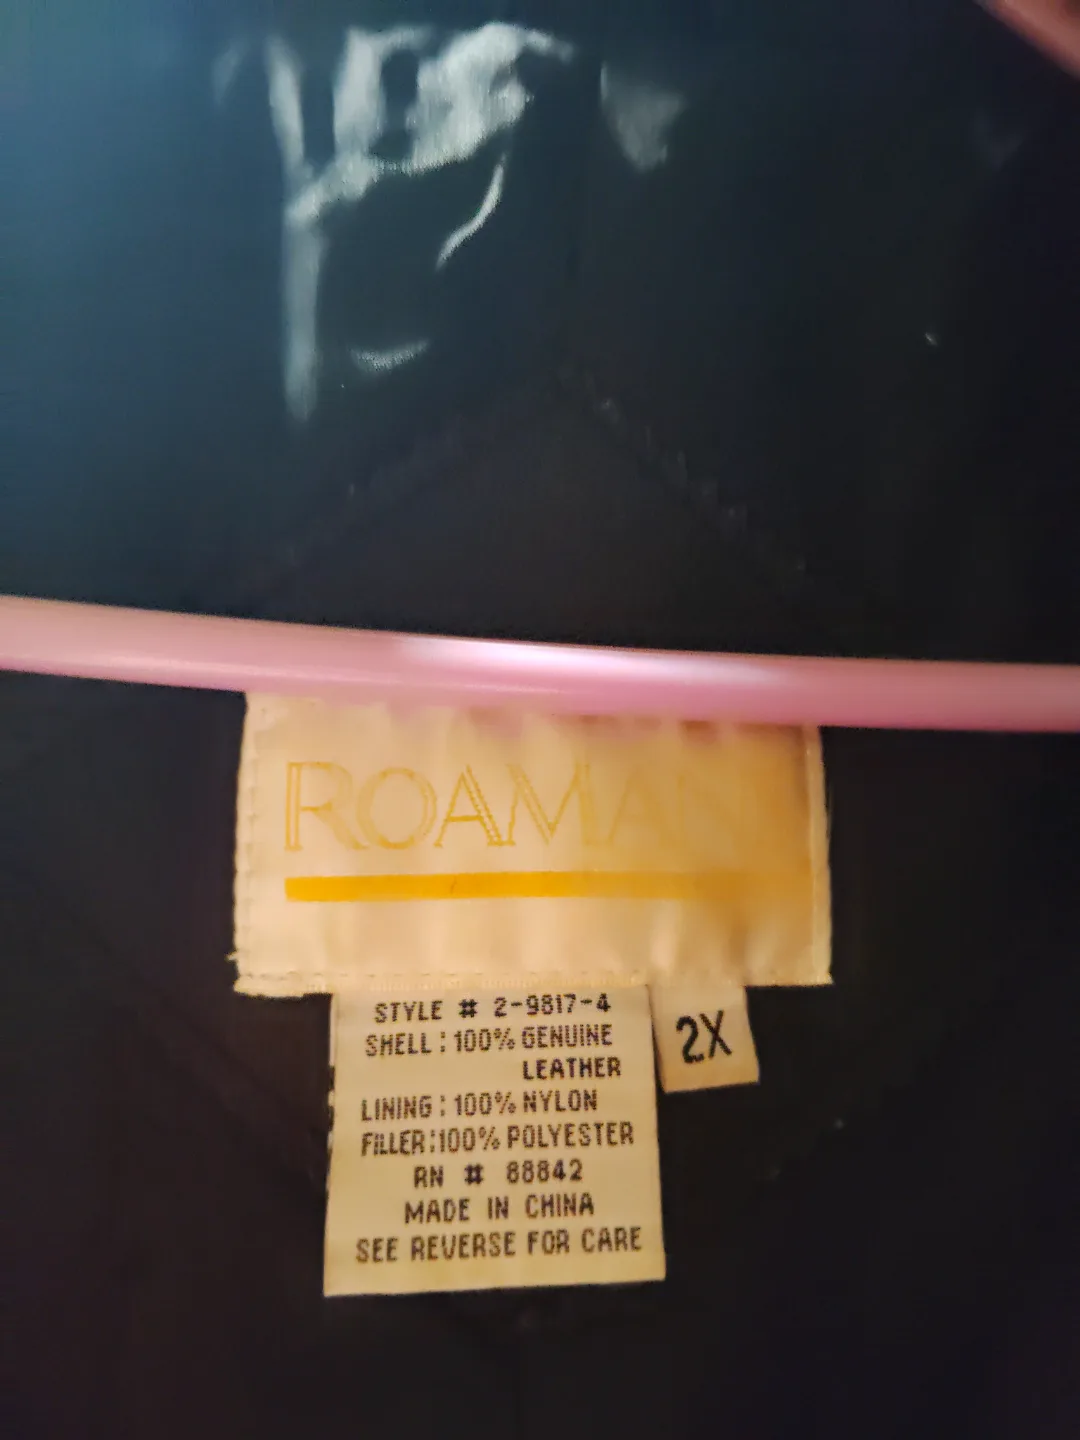 ROAMAN
STYLE # 2-9817-4
SHELL: 100% GENUINE
LEATHER
LINING: 100% NYLON
FILLER: 100% POLYESTER
RN # 88842
MADE IN CHINA
SEE REVERSE FOR CARE
2X